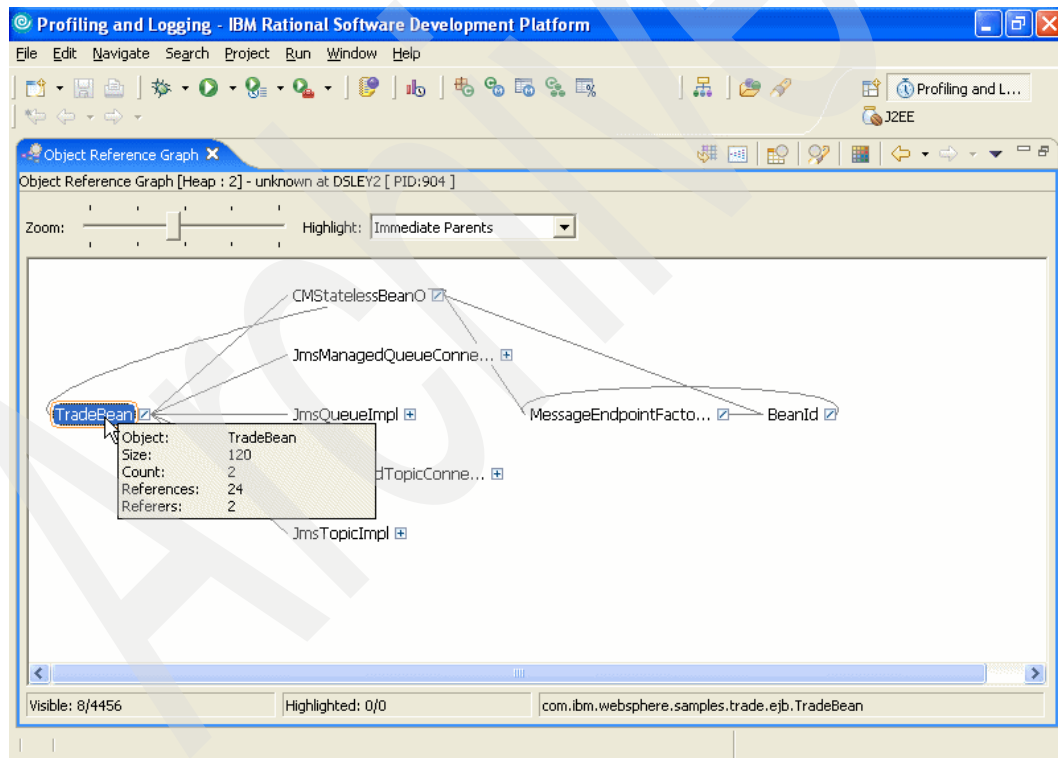 Profiling and Logging - IBM Rational Software Development Platform
File Edit Navigate Search Project Run Window Help
Profiling and L...
J2EE
Object Reference Graph
Object Reference Graph [Heap : 2] - unknown at DSLEY2 [ PID:904 ]
Zoom: Highlight: Immediate Parents
CMStatelessBeanO
JmsManagedQueueConne...
TradeBean JmsQueueImpl MessageEndpointFacto... BeanId
Object: TradeBean
Size: 120
Count: 2
dTopicConne...
References: 24
Referers: 2
JmsTopicImpl
Visible: 8/4456 Highlighted: 0/0 com.ibm.websphere.samples.trade.ejb.TradeBean